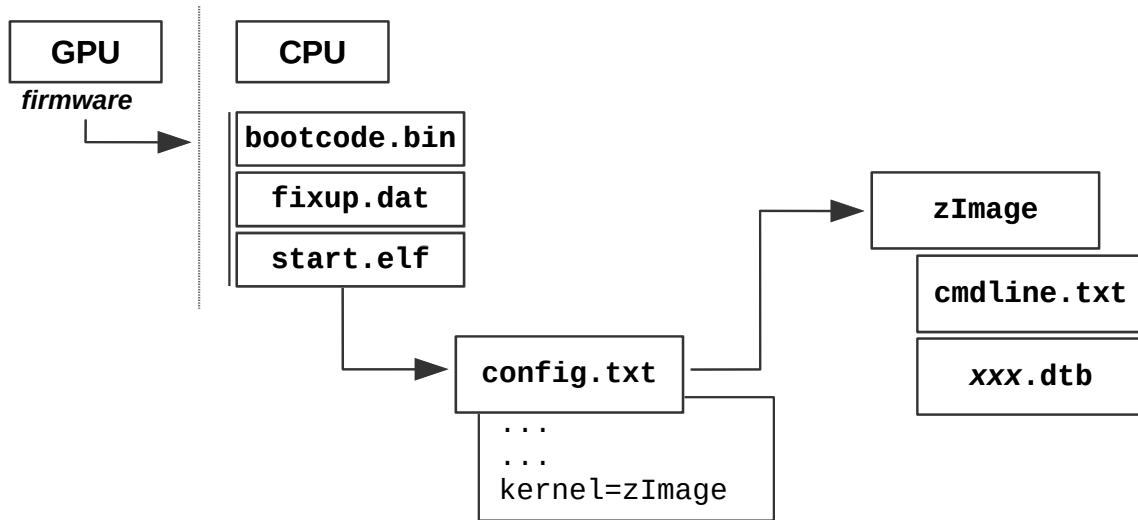 GPU
firmware
CPU
bootcode.bin
fixup.dat
start.elf
config.txt
...
...
kernel=zImage
zImage
cmdline.txt
xxx.dtb